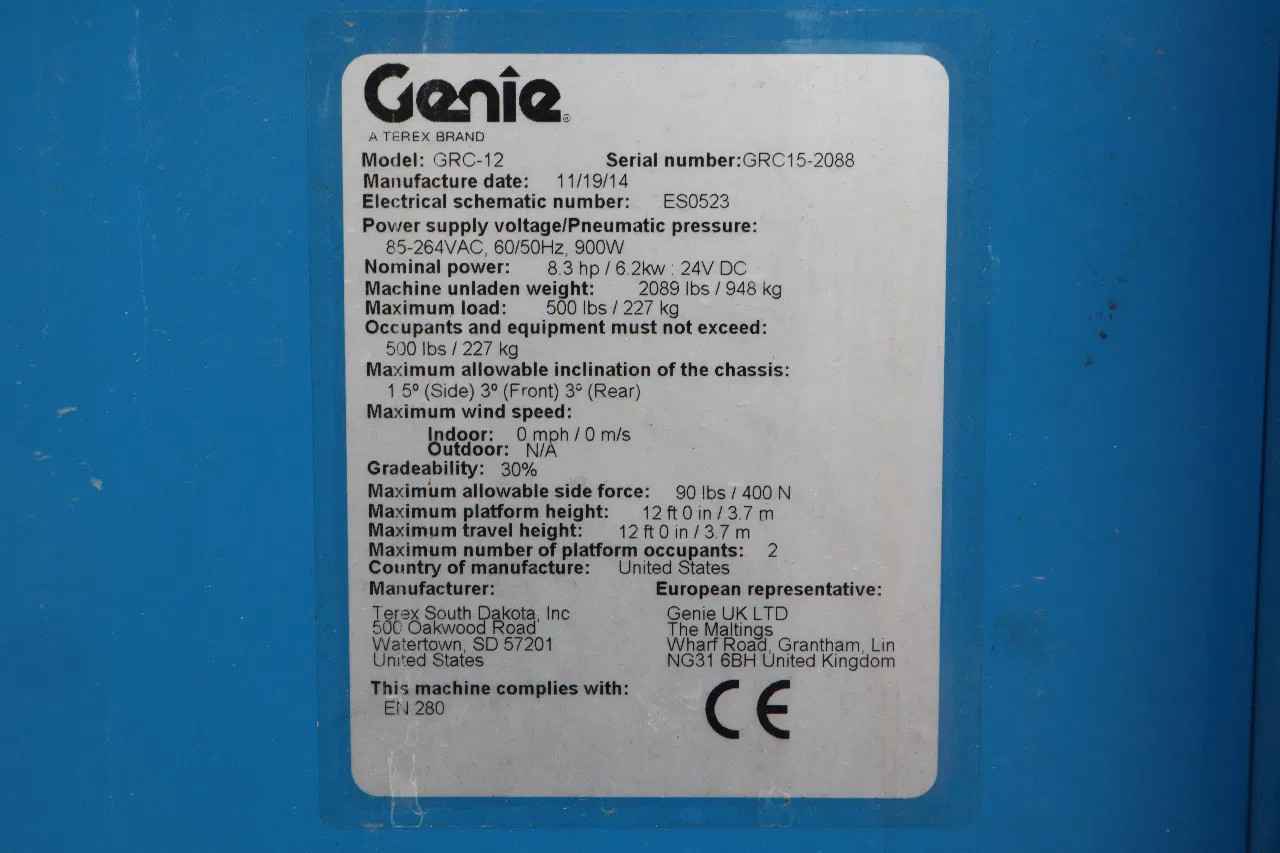 Genie®
A TEREX BRAND
Model: GRC-12 Serial number:GRC15-2088
Manufacture date: 11/19/14
Electrical schematic number: ES0523
Power supply voltage/Pneumatic pressure:
85-264VAC, 60/50Hz, 900W
Nominal power: 8.3 hp / 6.2kw : 24V DC
Machine unladen weight: 2089 lbs / 948 kg
Maximum load: 500 lbs / 227 kg
Occupants and equipment must not exceed:
500 lbs / 227 kg
Maximum allowable inclination of the chassis:
1 5º (Side) 3º (Front) 3º (Rear)
Maximum wind speed:
Indoor: 0 mph / 0 m/s
Outdoor: N/A
Gradeability: 30%
Maximum allowable side force: 90 lbs / 400 N
Maximum platform height: 12 ft 0 in / 3.7 m
Maximum travel height: 12 ft 0 in / 3.7 m
Maximum number of platform occupants: 2
Country of manufacture: United States
Manufacturer: European representative:
Terex South Dakota, Inc Genie UK LTD
500 Oakwood Road The Maltings
Watertown, SD 57201 Wharf Road, Grantham, Lin
United States NG31 6BH United Kingdom
This machine complies with:
EN 280
CE